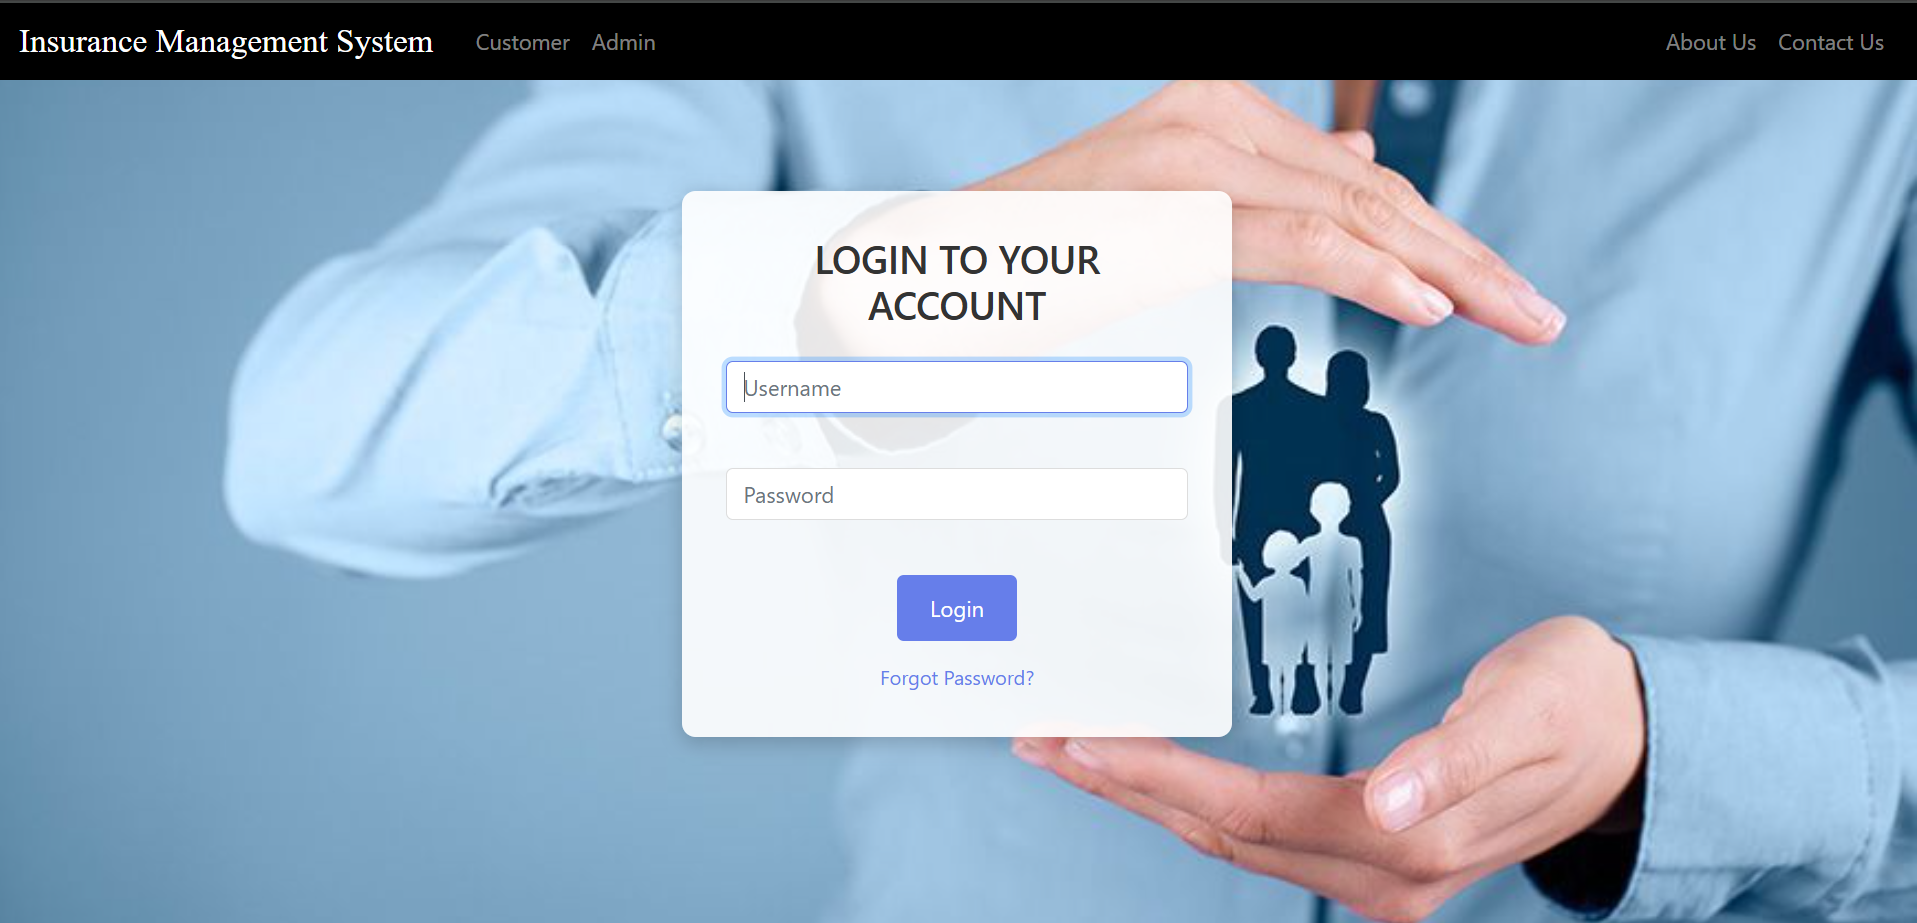 Insurance Management System Customer Admin About Us Contact Us
LOGIN TO YOUR
ACCOUNT
Username
Password
Login
Forgot Password?